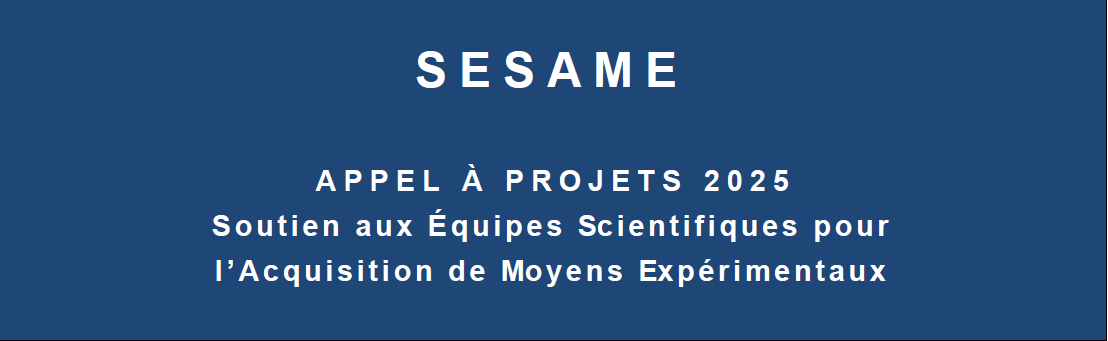 SESAME
APPEL À PROJETS 2025
Soutien aux Équipes Scientifiques pour
l’Acquisition de Moyens Expérimentaux